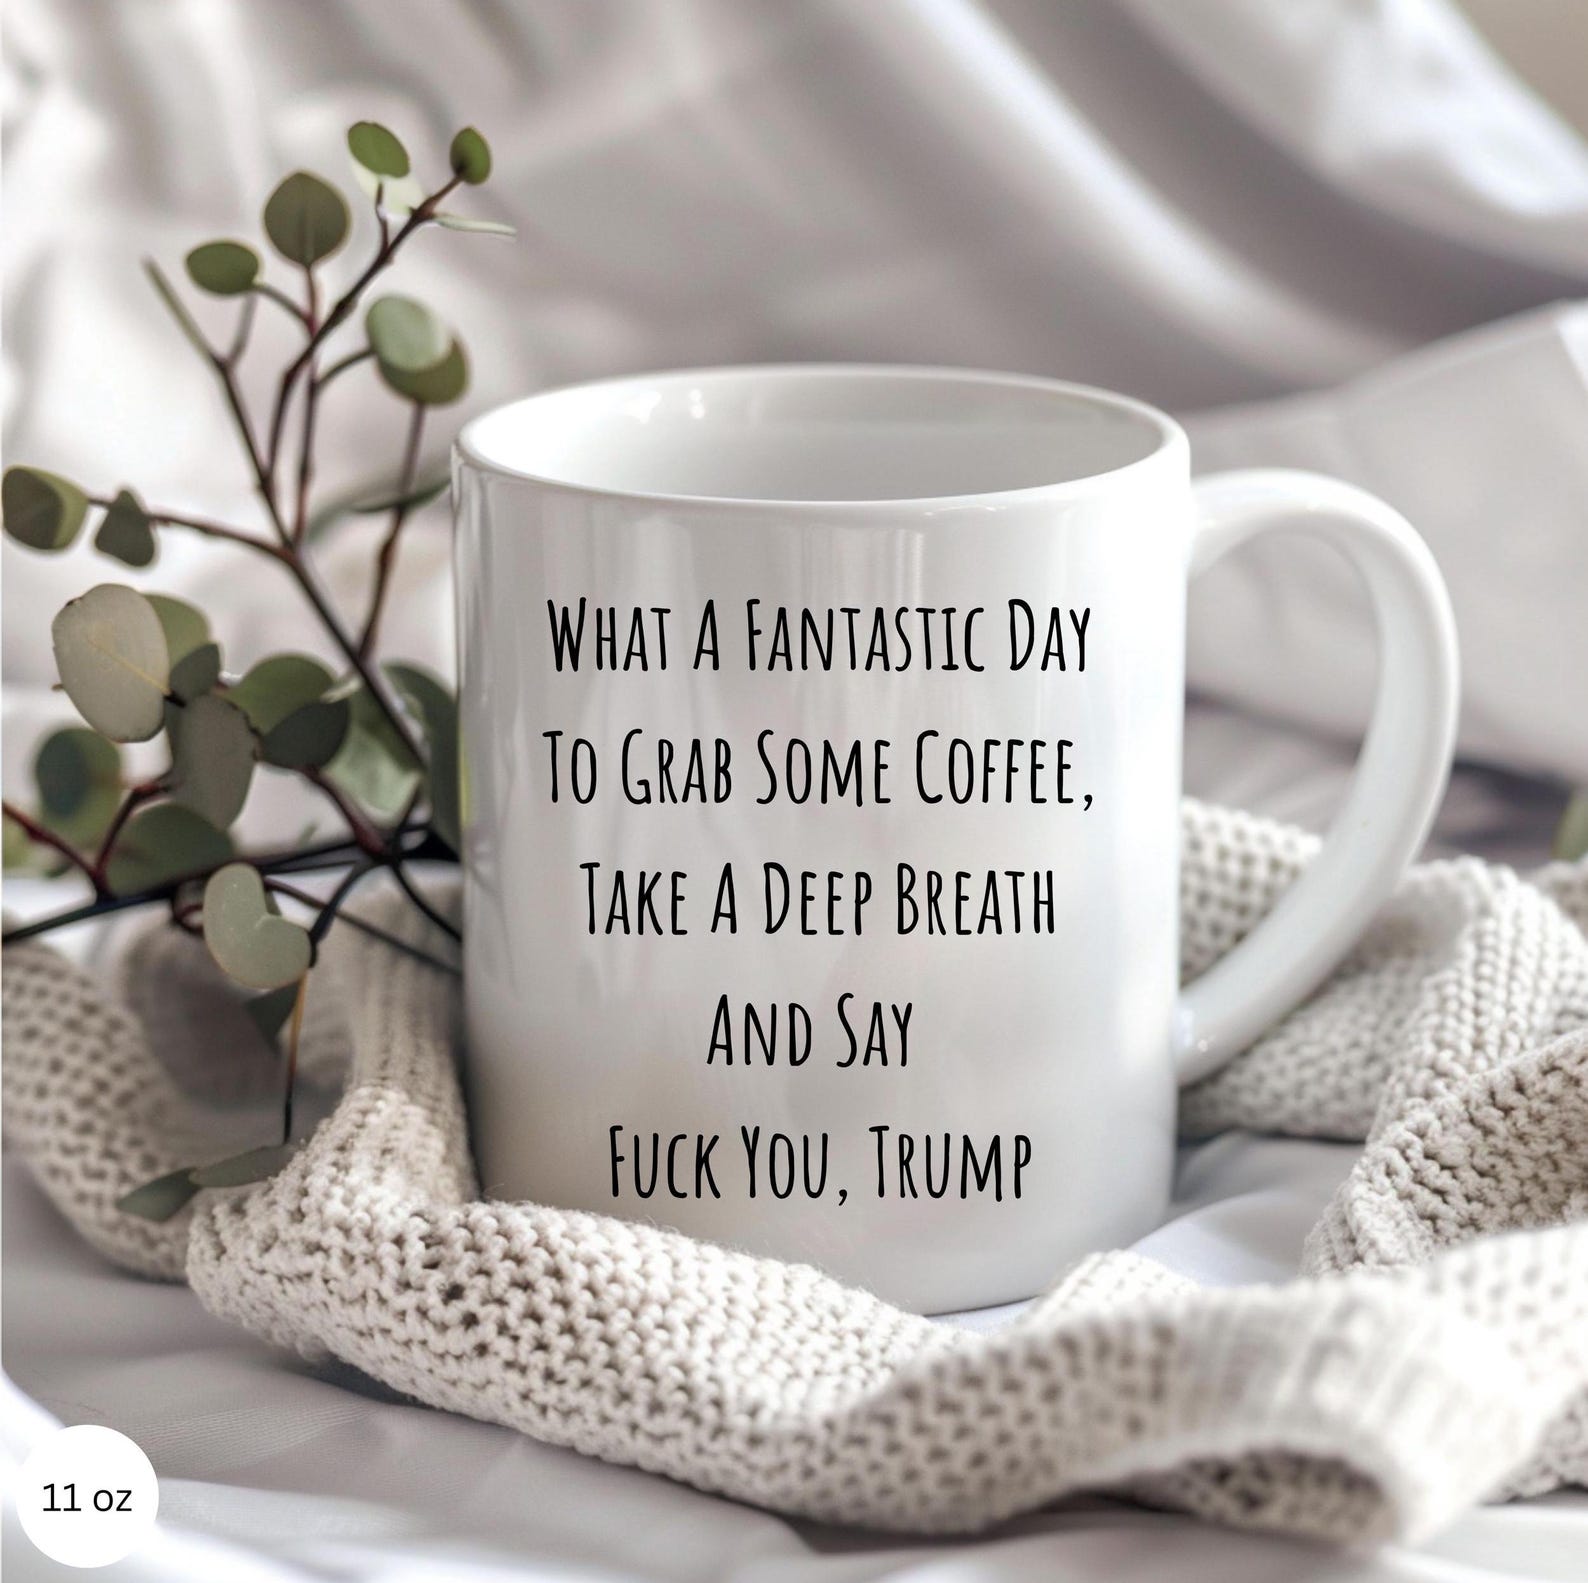 What A Fantastic Day
To Grab Some Coffee,
Take A Deep Breath
And Say
Fuck You, Trump
11 oz